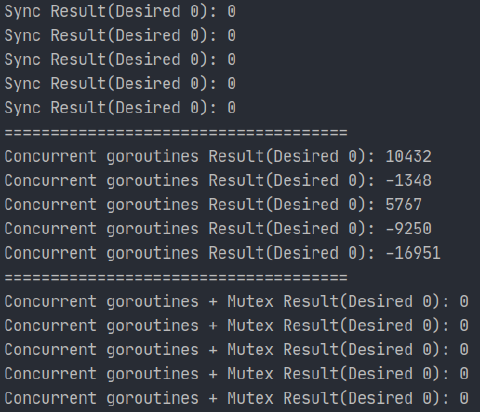 Sync Result(Desired 0): 0
Sync Result(Desired 0): 0
Sync Result(Desired 0): 0
Sync Result(Desired 0): 0
Sync Result(Desired 0): 0
=====================================
Concurrent goroutines Result(Desired 0): 10432
Concurrent goroutines Result(Desired 0): -1348
Concurrent goroutines Result(Desired 0): 5767
Concurrent goroutines Result(Desired 0): -9250
Concurrent goroutines Result(Desired 0): -16951
=====================================
Concurrent goroutines + Mutex Result(Desired 0): 0
Concurrent goroutines + Mutex Result(Desired 0): 0
Concurrent goroutines + Mutex Result(Desired 0): 0
Concurrent goroutines + Mutex Result(Desired 0): 0
Concurrent goroutines + Mutex Result(Desired 0): 0